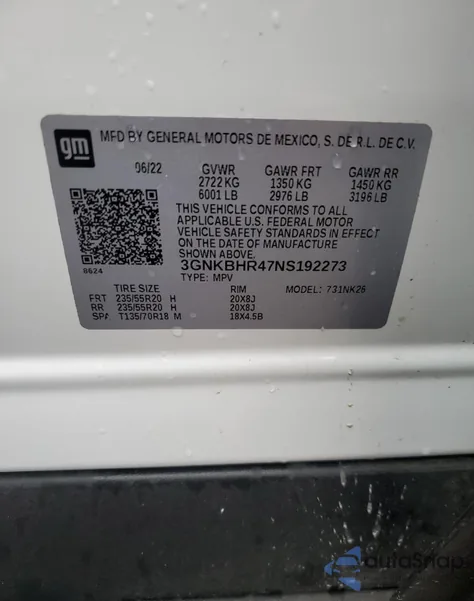 gm
MFD BY GENERAL MOTORS DE MEXICO, S. DE R.L. DE C.V.
06/22 GVWR GAWR FRT GAWR RR
2722 KG 1350 KG 1450 KG
6001 LB 2976 LB 3196 LB
THIS VEHICLE CONFORMS TO ALL
APPLICABLE U.S. FEDERAL MOTOR
VEHICLE SAFETY STANDARDS IN EFFECT
ON THE DATE OF MANUFACTURE
SHOWN ABOVE.
8624 3GNKBHR47NS192273
TYPE: MPV
TIRE SIZE RIM MODEL: 731NK26
FRT 235/55R20 H 20X8J
RR 235/55R20 H 20X8J
SPA T135/70R18 M 18X4.5B
autoSnap